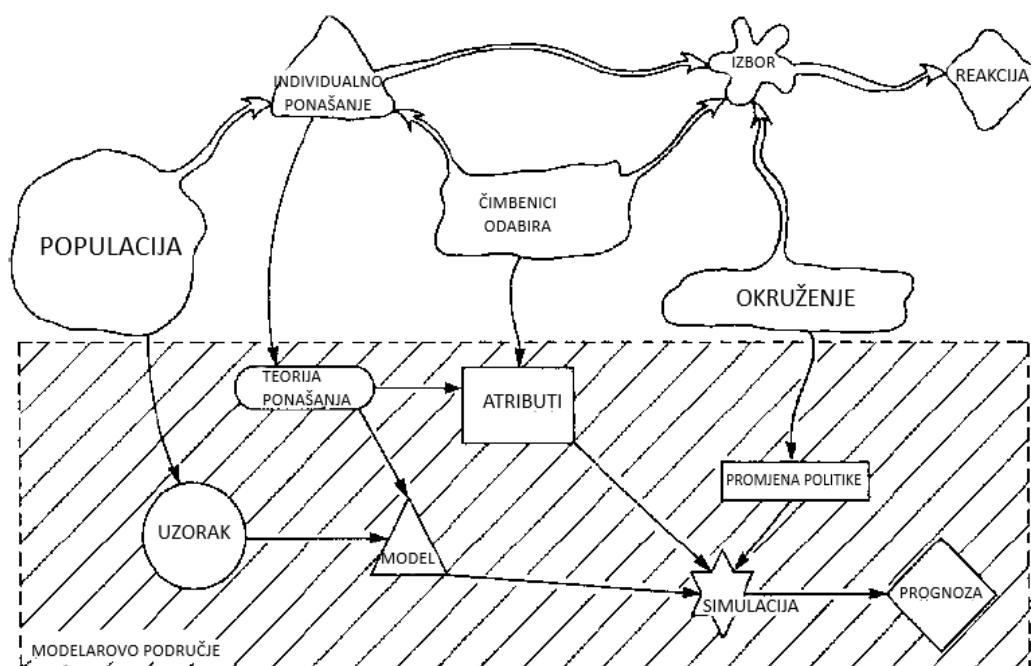 INDIVIDUALNO
PONAŠANJE
IZBOR
REAKCIJA
POPULACIJA
ČIMBENICI
ODABIRA
OKRUŽENJE
TEORIJA
PONAŠANJA
ATRIBUTI
PROMJENA POLITIKE
UZORAK
MODEL
SIMULACIJA
PROGNOZA
MODELAROVO PODRUČJE